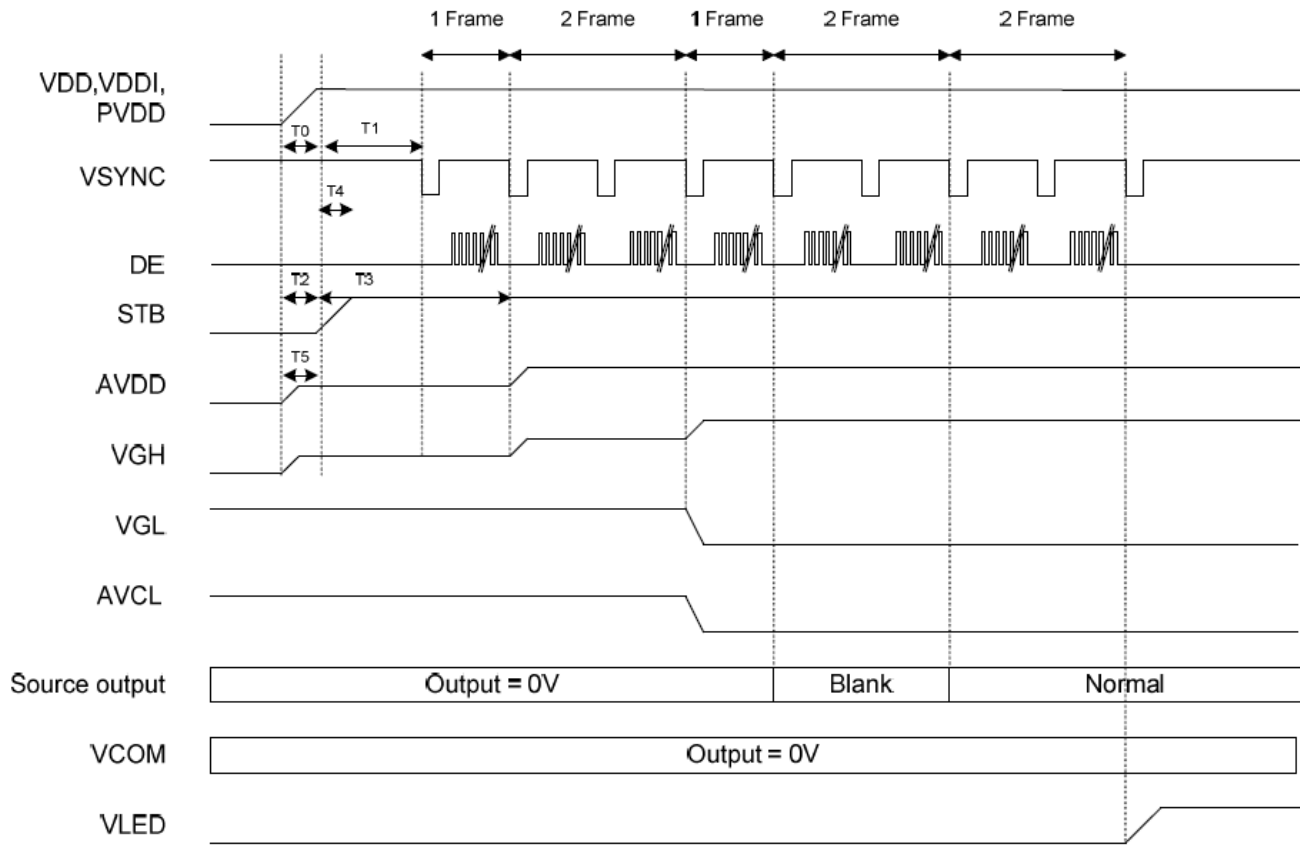 1 Frame 2 Frame 1 Frame 2 Frame 2 Frame
VDD,VDDI,
PVDD
T0 T1
VSYNC
T4
DE
T2 T3
STB
T5
AVDD
VGH
VGL
AVCL
Source output Output = 0V Blank Normal
VCOM Output = 0V
VLED